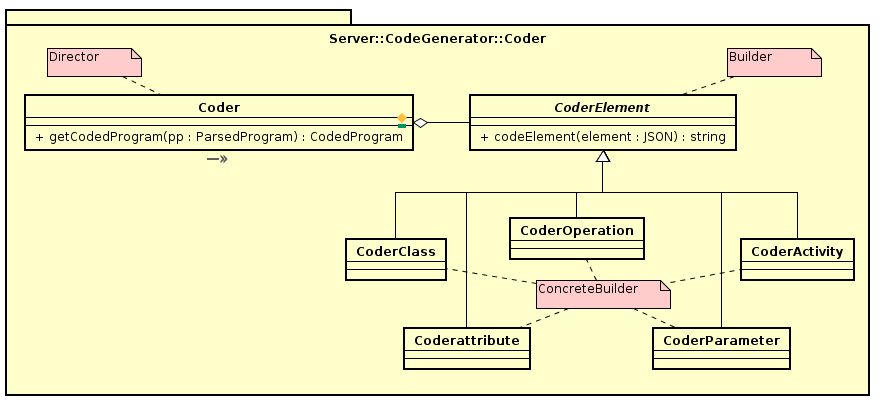 Server::CodeGenerator::Coder
Director
Builder
Coder
+ getCodedProgram(pp : ParsedProgram) : CodedProgram
CoderElement
+ codeElement(element : JSON) : string
CoderClass
CoderOperation
CoderActivity
ConcreteBuilder
Coderattribute
CoderParameter